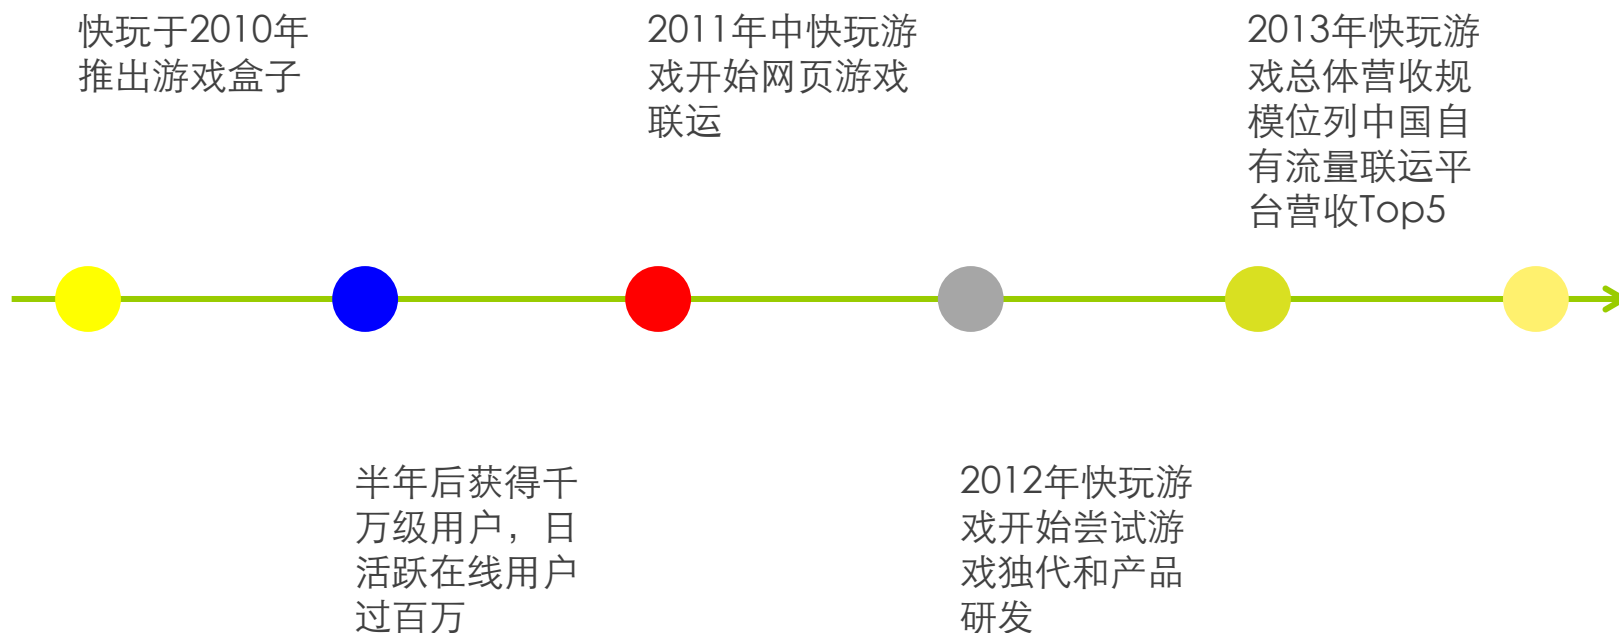 快玩于2010年
推出游戏盒子
半年后获得千
万级用户，日
活跃在线用户
过百万
2011年中快玩游
戏开始网页游戏
联运
2012年快玩游
戏开始尝试游
戏独代和产品
研发
2013年快玩游
戏总体营收规
模位列中国自
有流量联运平
台营收Top5